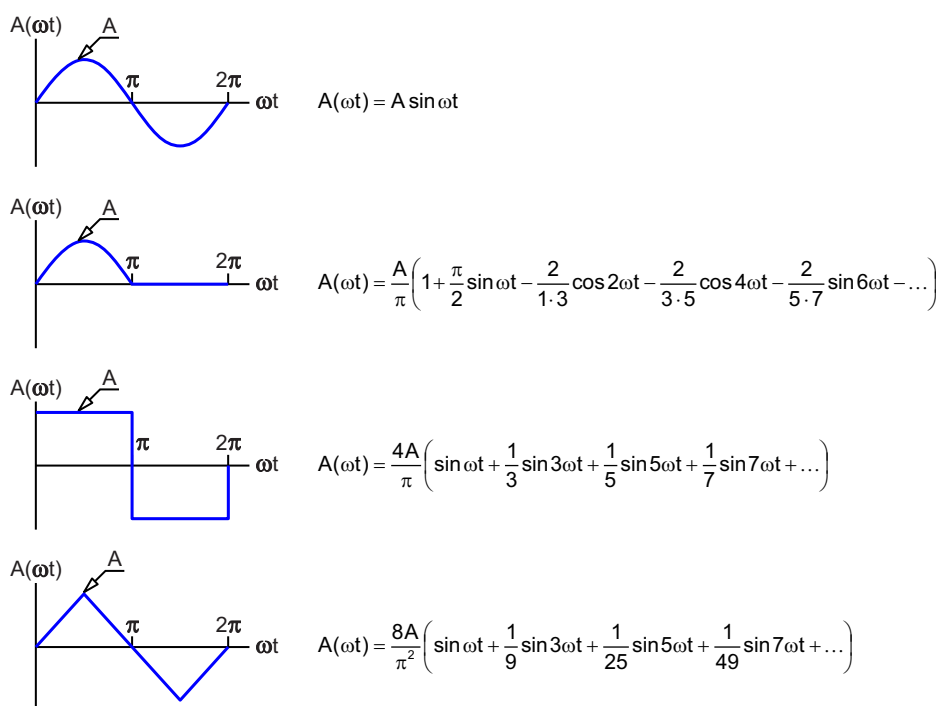 A(ωt)
A
π
2π
ωt
A(ωt) = A sin ωt
A(ωt)
A
π
2π
ωt
A(ωt) = A/π (1 + π/2 sin ωt − 2/(1·3) cos 2ωt − 2/(3·5) cos 4ωt − 2/(5·7) sin 6ωt − …)
A(ωt)
A
π
2π
ωt
A(ωt) = 4A/π (sin ωt + 1/3 sin 3ωt + 1/5 sin 5ωt + 1/7 sin 7ωt + …)
A(ωt)
A
π
2π
ωt
A(ωt) = 8A/π² (sin ωt + 1/9 sin 3ωt + 1/25 sin 5ωt + 1/49 sin 7ωt + …)